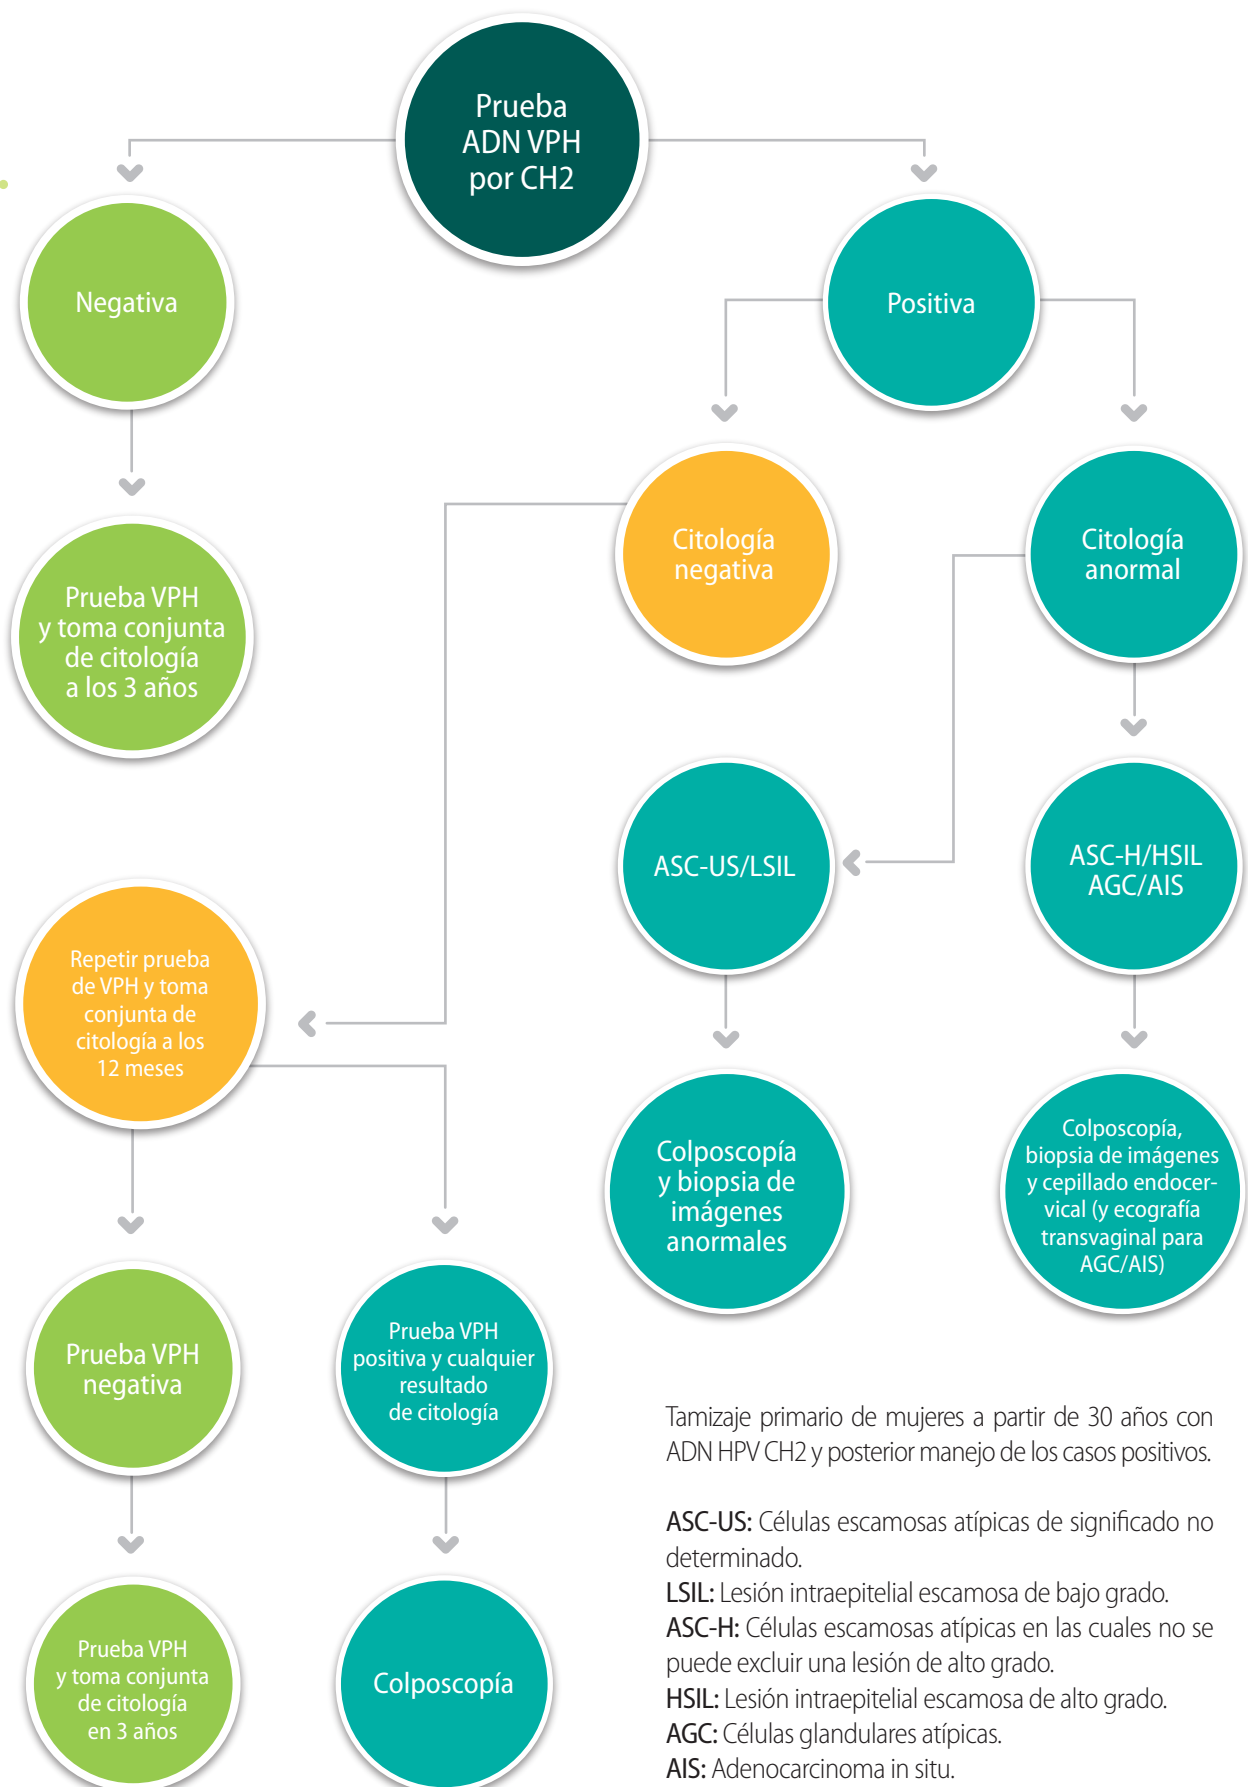 Prueba
ADN VPH
por CH2
Negativa
Positiva
Prueba VPH
y toma conjunta
de citología
a los 3 años
Citología
negativa
Citología
anormal
ASC-US/LSIL
ASC-H/HSIL
AGC/AIS
Repetir prueba
de VPH y toma
conjunta de
citología a los
12 meses
Colposcopía
y biopsia de
imágenes
anormales
Colposcopía,
biopsia de imágenes
y cepillado endocer-
vical (y ecografía
transvaginal para
AGC/AIS)
Prueba VPH
negativa
Prueba VPH
positiva y cualquier
resultado
de citología
Prueba VPH
y toma conjunta
de citología
en 3 años
Colposcopía
Tamizaje primario de mujeres a partir de 30 años con
ADN HPV CH2 y posterior manejo de los casos positivos.
ASC-US: Células escamosas atípicas de significado no
determinado.
LSIL: Lesión intraepitelial escamosa de bajo grado.
ASC-H: Células escamosas atípicas en las cuales no se
puede excluir una lesión de alto grado.
HSIL: Lesión intraepitelial escamosa de alto grado.
AGC: Células glandulares atípicas.
AIS: Adenocarcinoma in situ.